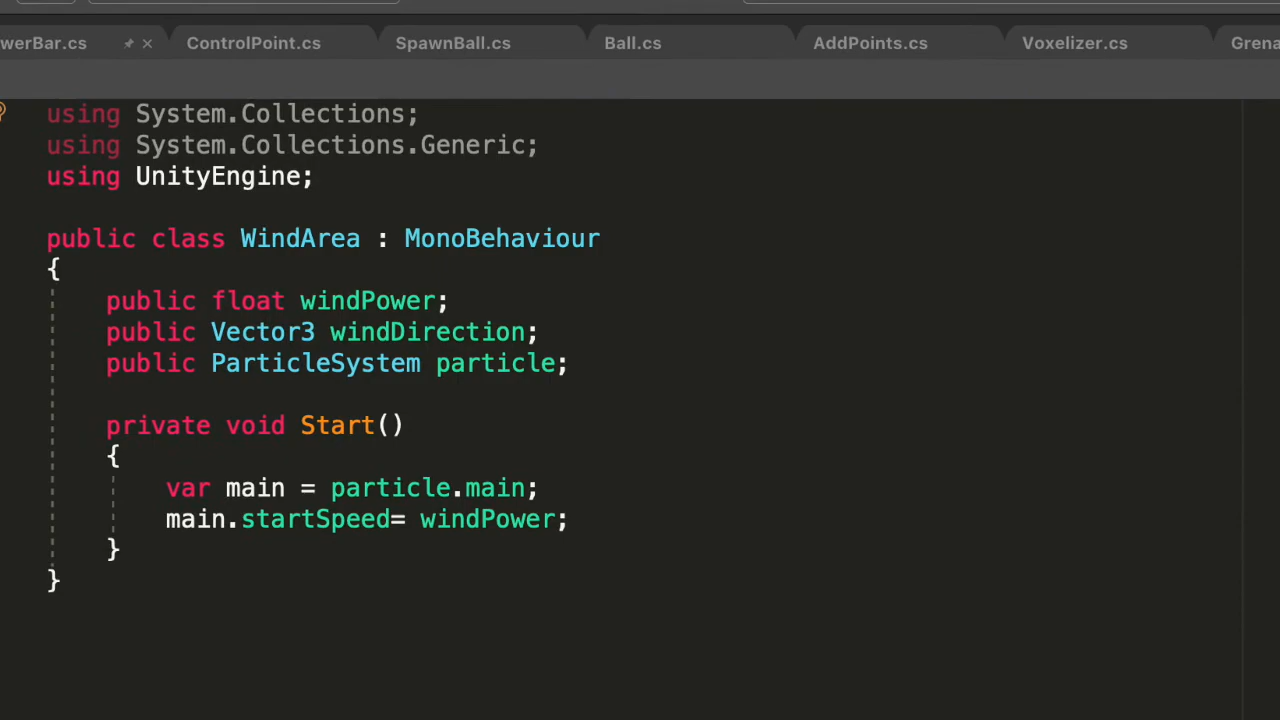 werBar.cs ControlPoint.cs SpawnBall.cs Ball.cs AddPoints.cs Voxelizer.cs Grena
using System.Collections;
using System.Collections.Generic;
using UnityEngine;
public class WindArea : MonoBehaviour
{
public float windPower;
public Vector3 windDirection;
public ParticleSystem particle;
private void Start()
{
var main = particle.main;
main.startSpeed= windPower;
}
}